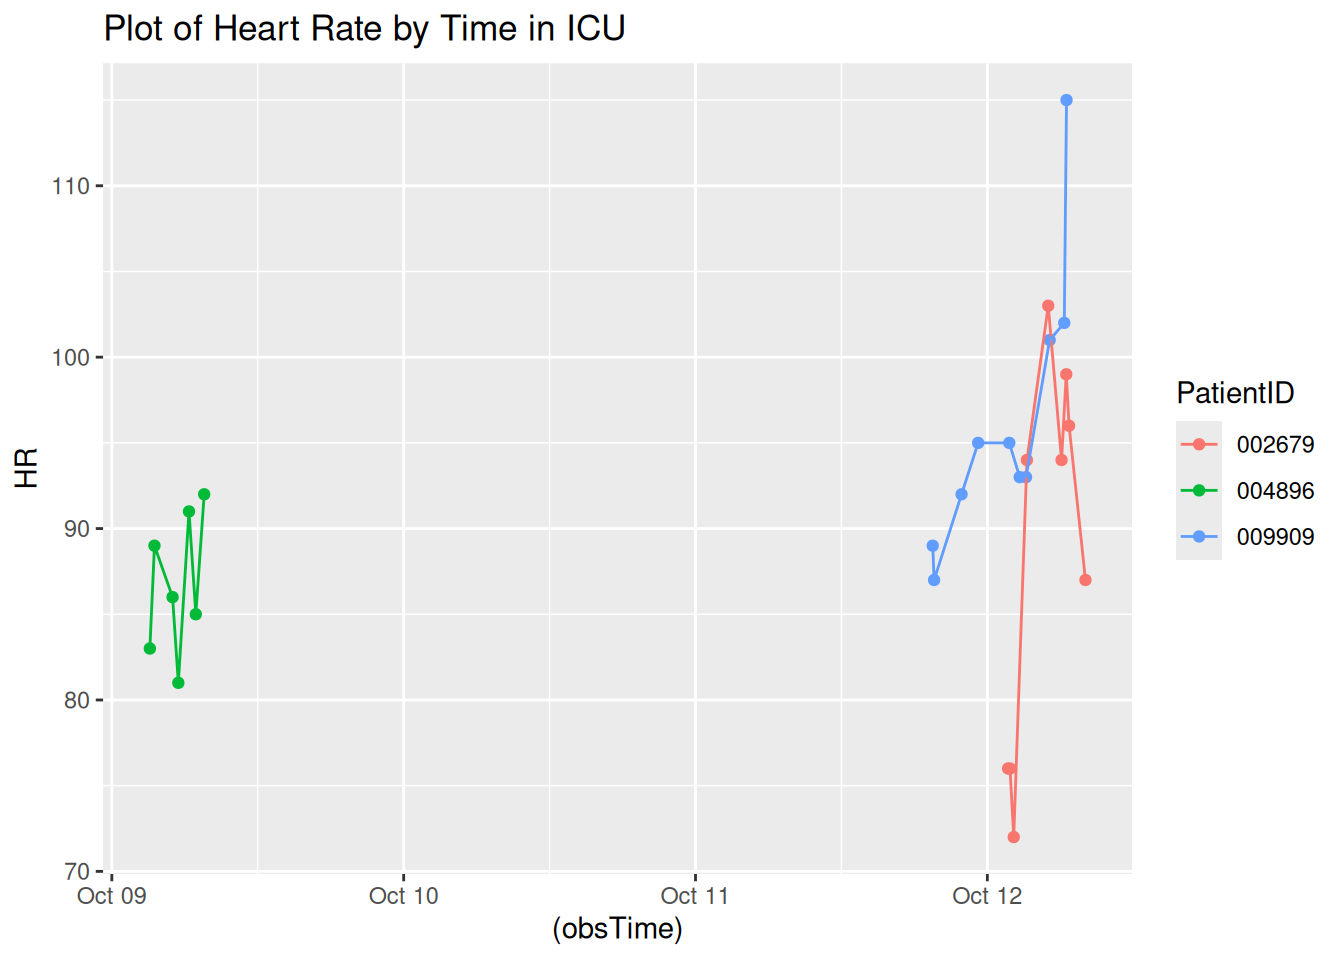 Plot of Heart Rate by Time in ICU
110
100
90
80
70
HR
Oct 09 Oct 10 Oct 11 Oct 12
(obsTime)
PatientID
002679
004896
009909